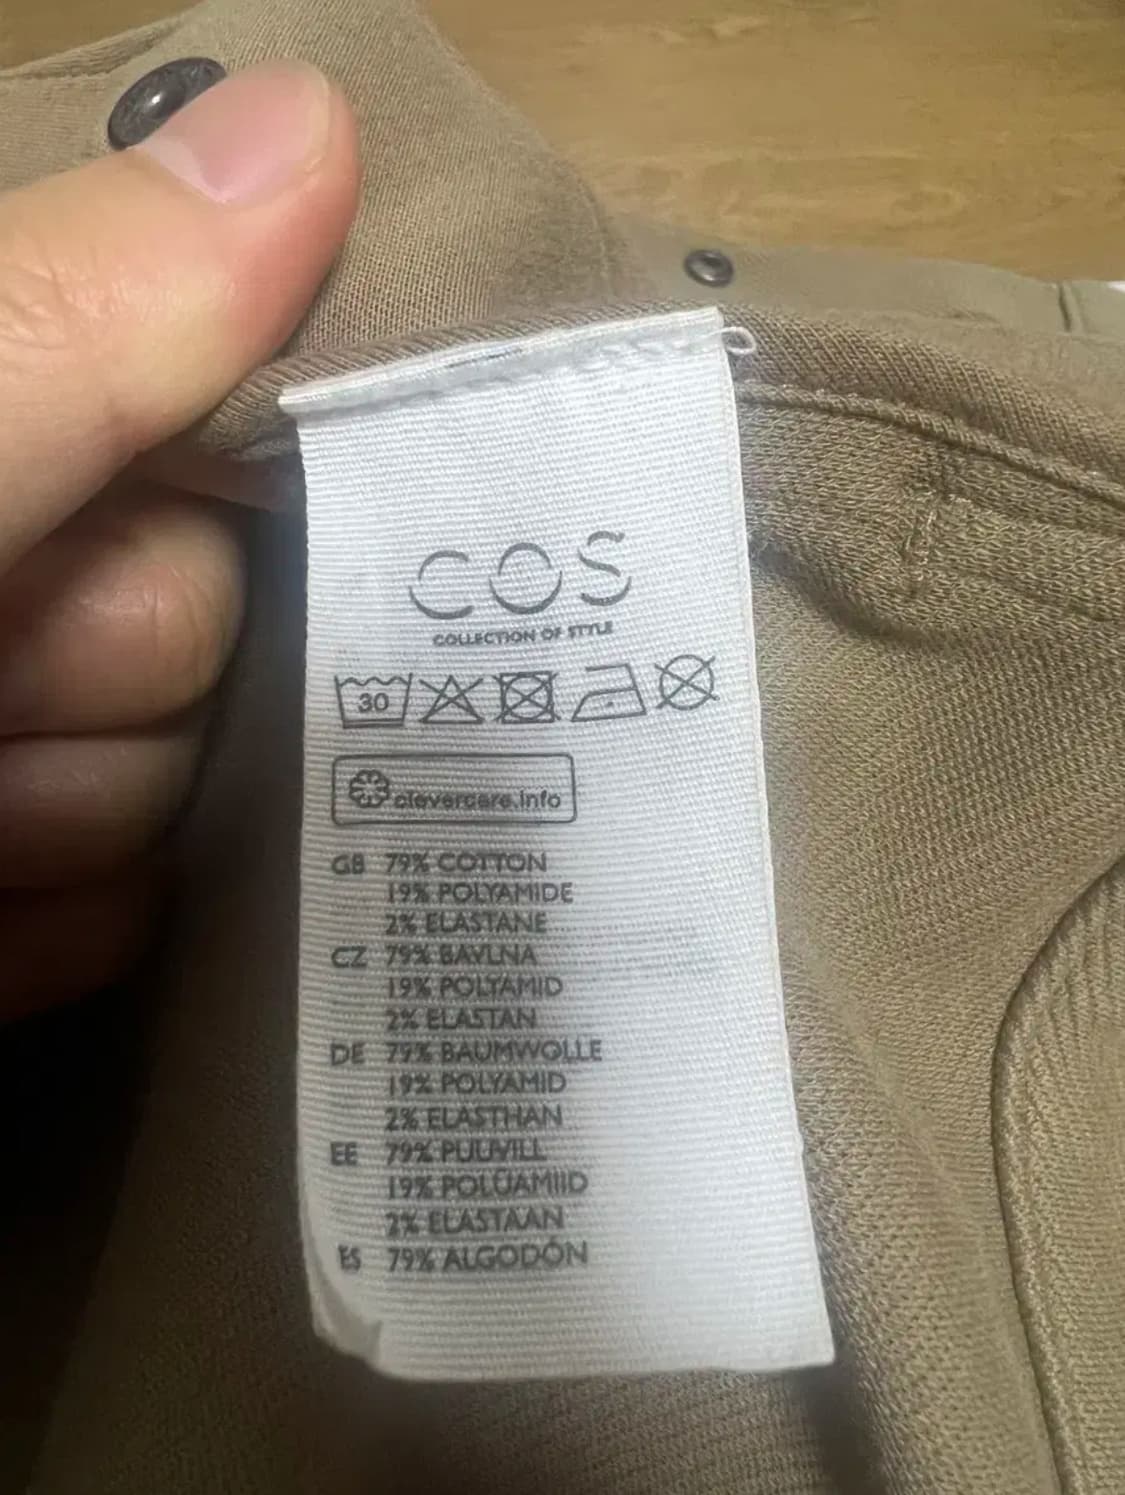 COS
COLLECTION OF STYLE
30
clevercare.info
GB 79% COTTON
19% POLYAMIDE
2% ELASTANE
CZ 79% BAVLNA
19% POLYAMID
2% ELASTAN
DE 79% BAUMWOLLE
19% POLYAMID
2% ELASTHAN
EE 79% PUUVILL
19% POLÜAMIID
2% ELASTAAN
ES 79% ALGODÓN